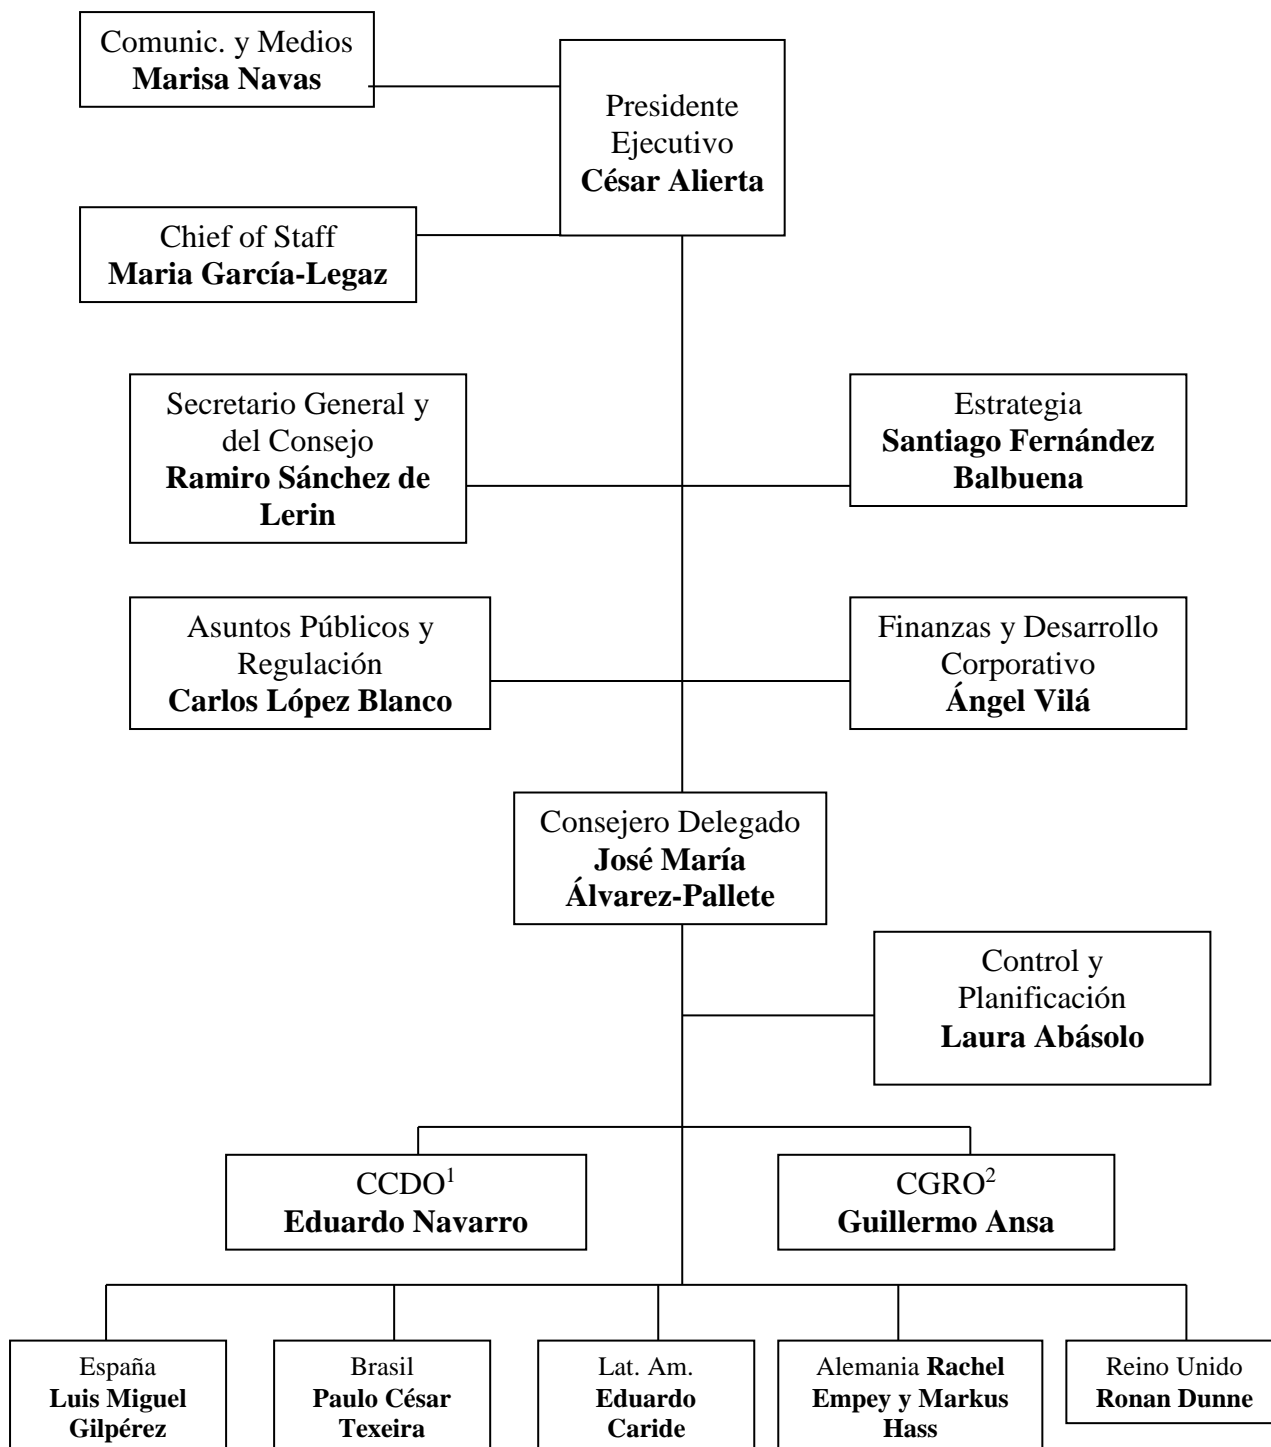 Comunic. y Medios
Marisa Navas
Presidente
Ejecutivo
César Alierta
Chief of Staff
Maria García-Legaz
Secretario General y
del Consejo
Ramiro Sánchez de
Lerin
Estrategia
Santiago Fernández
Balbuena
Asuntos Públicos y
Regulación
Carlos López Blanco
Finanzas y Desarrollo
Corporativo
Ángel Vilá
Consejero Delegado
José María
Álvarez-Pallete
Control y
Planificación
Laura Abásolo
CCDO¹
Eduardo Navarro
CGRO²
Guillermo Ansa
España
Luis Miguel
Gilpérez
Brasil
Paulo César
Texeira
Lat. Am.
Eduardo
Caride
Alemania Rachel
Empey y Markus
Hass
Reino Unido
Ronan Dunne